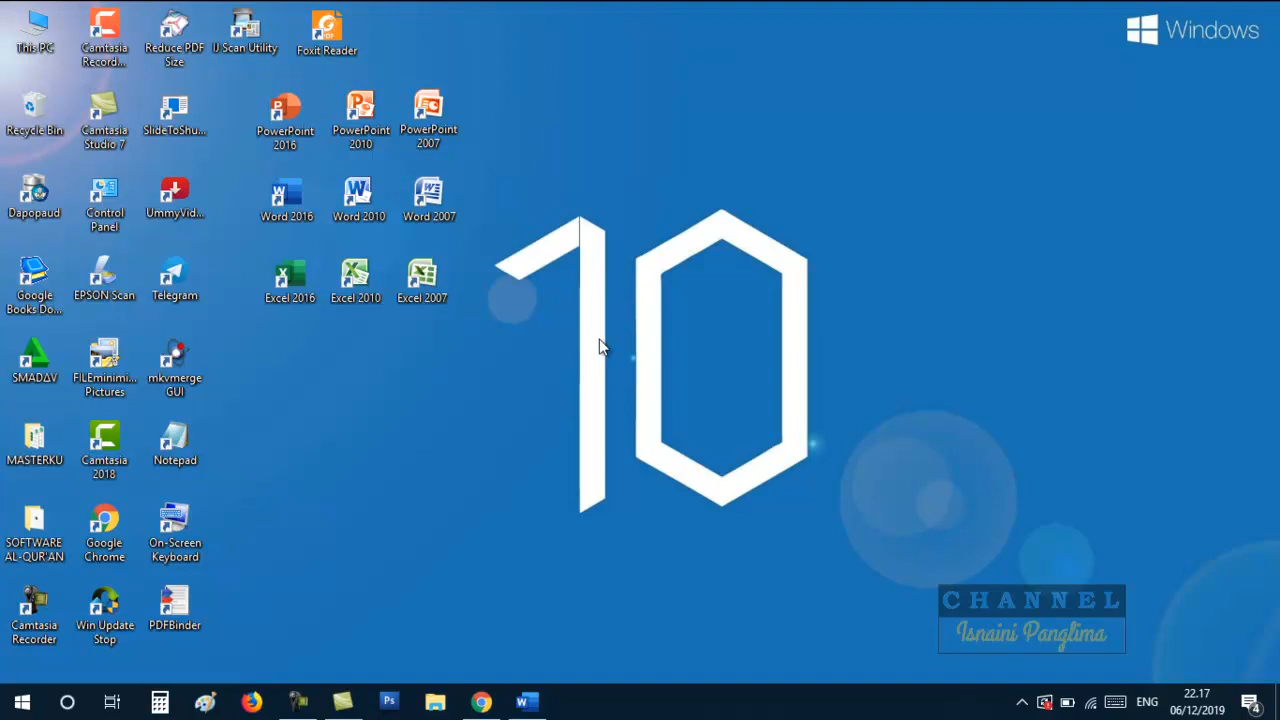 This PC
Camtasia
Record...
Reduce PDF
Size
IJ Scan Utility
Foxit Reader
Windows
Recycle Bin
Camtasia
Studio 7
SlideToShu...
PowerPoint
2016
PowerPoint
2010
PowerPoint
2007
Dapopaud
Control
Panel
UmmyVid...
Word 2016
Word 2010
Word 2007
Google
Books Do...
EPSON Scan
Telegram
Excel 2016
Excel 2010
Excel 2007
10
SMADΔV
FILEminimi...
Pictures
mkvmerge
GUI
MASTERKU
Camtasia
2018
Notepad
SOFTWARE
AL-QUR'AN
Google
Chrome
On-Screen
Keyboard
Camtasia
Recorder
Win Update
Stop
PDFBinder
CHANNEL
Isnaini Panglima
ENG
22.17
06/12/2019
4